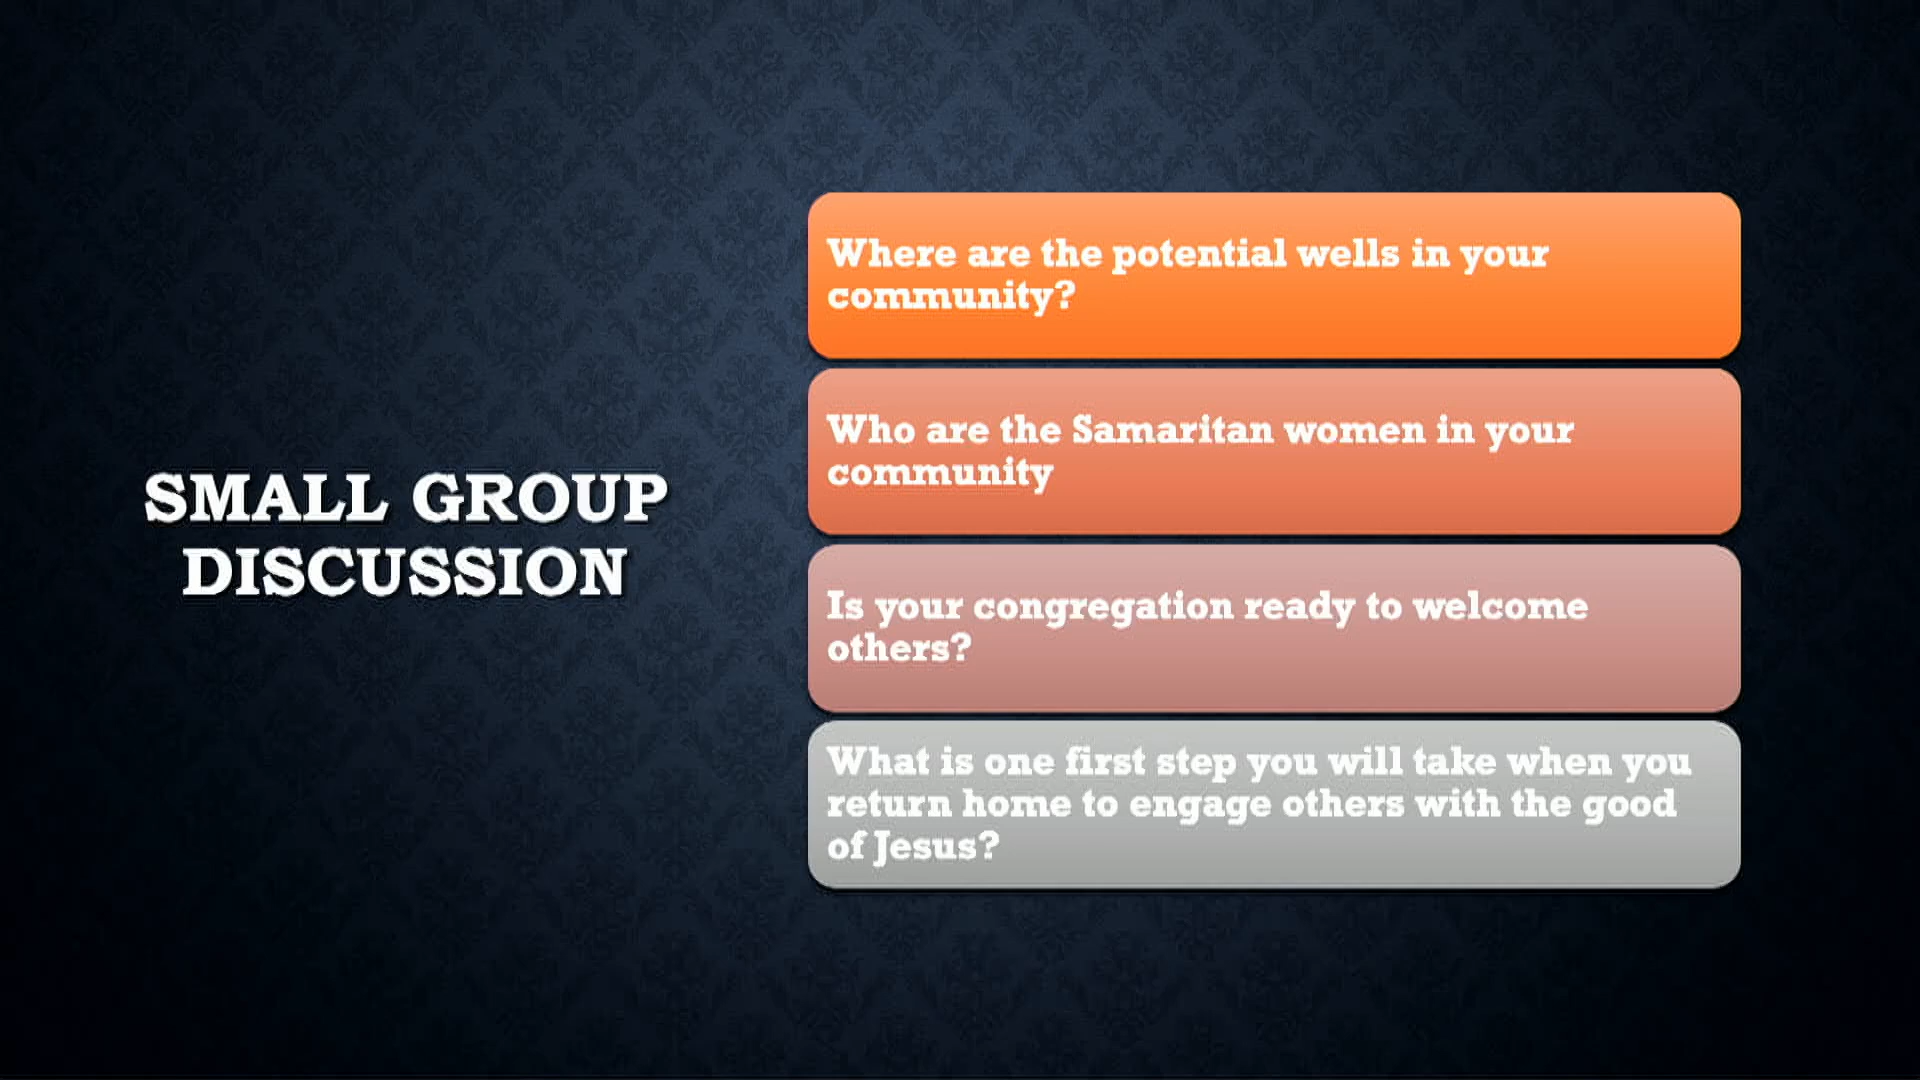 SMALL GROUP
DISCUSSION
Where are the potential wells in your
community?
Who are the Samaritan women in your
community
Is your congregation ready to welcome
others?
What is one first step you will take when you
return home to engage others with the good
of Jesus?